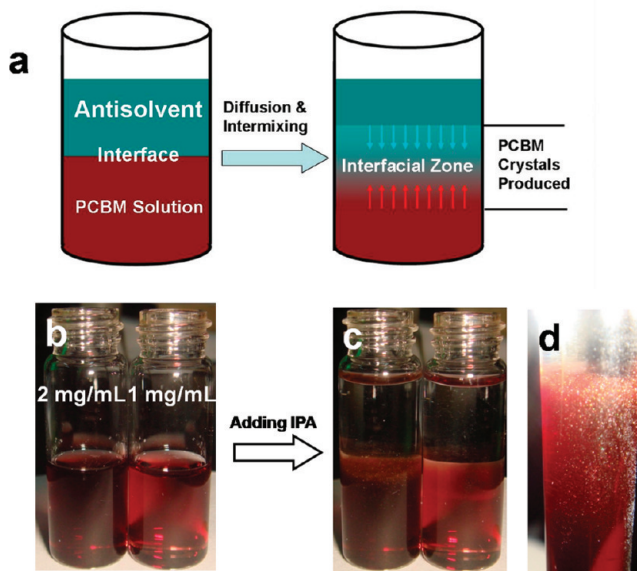 a
Antisolvent
Interface
PCBM Solution
Diffusion &
Intermixing
Interfacial Zone
PCBM
Crystals
Produced
b
2 mg/mL 1 mg/mL
Adding IPA
c
d